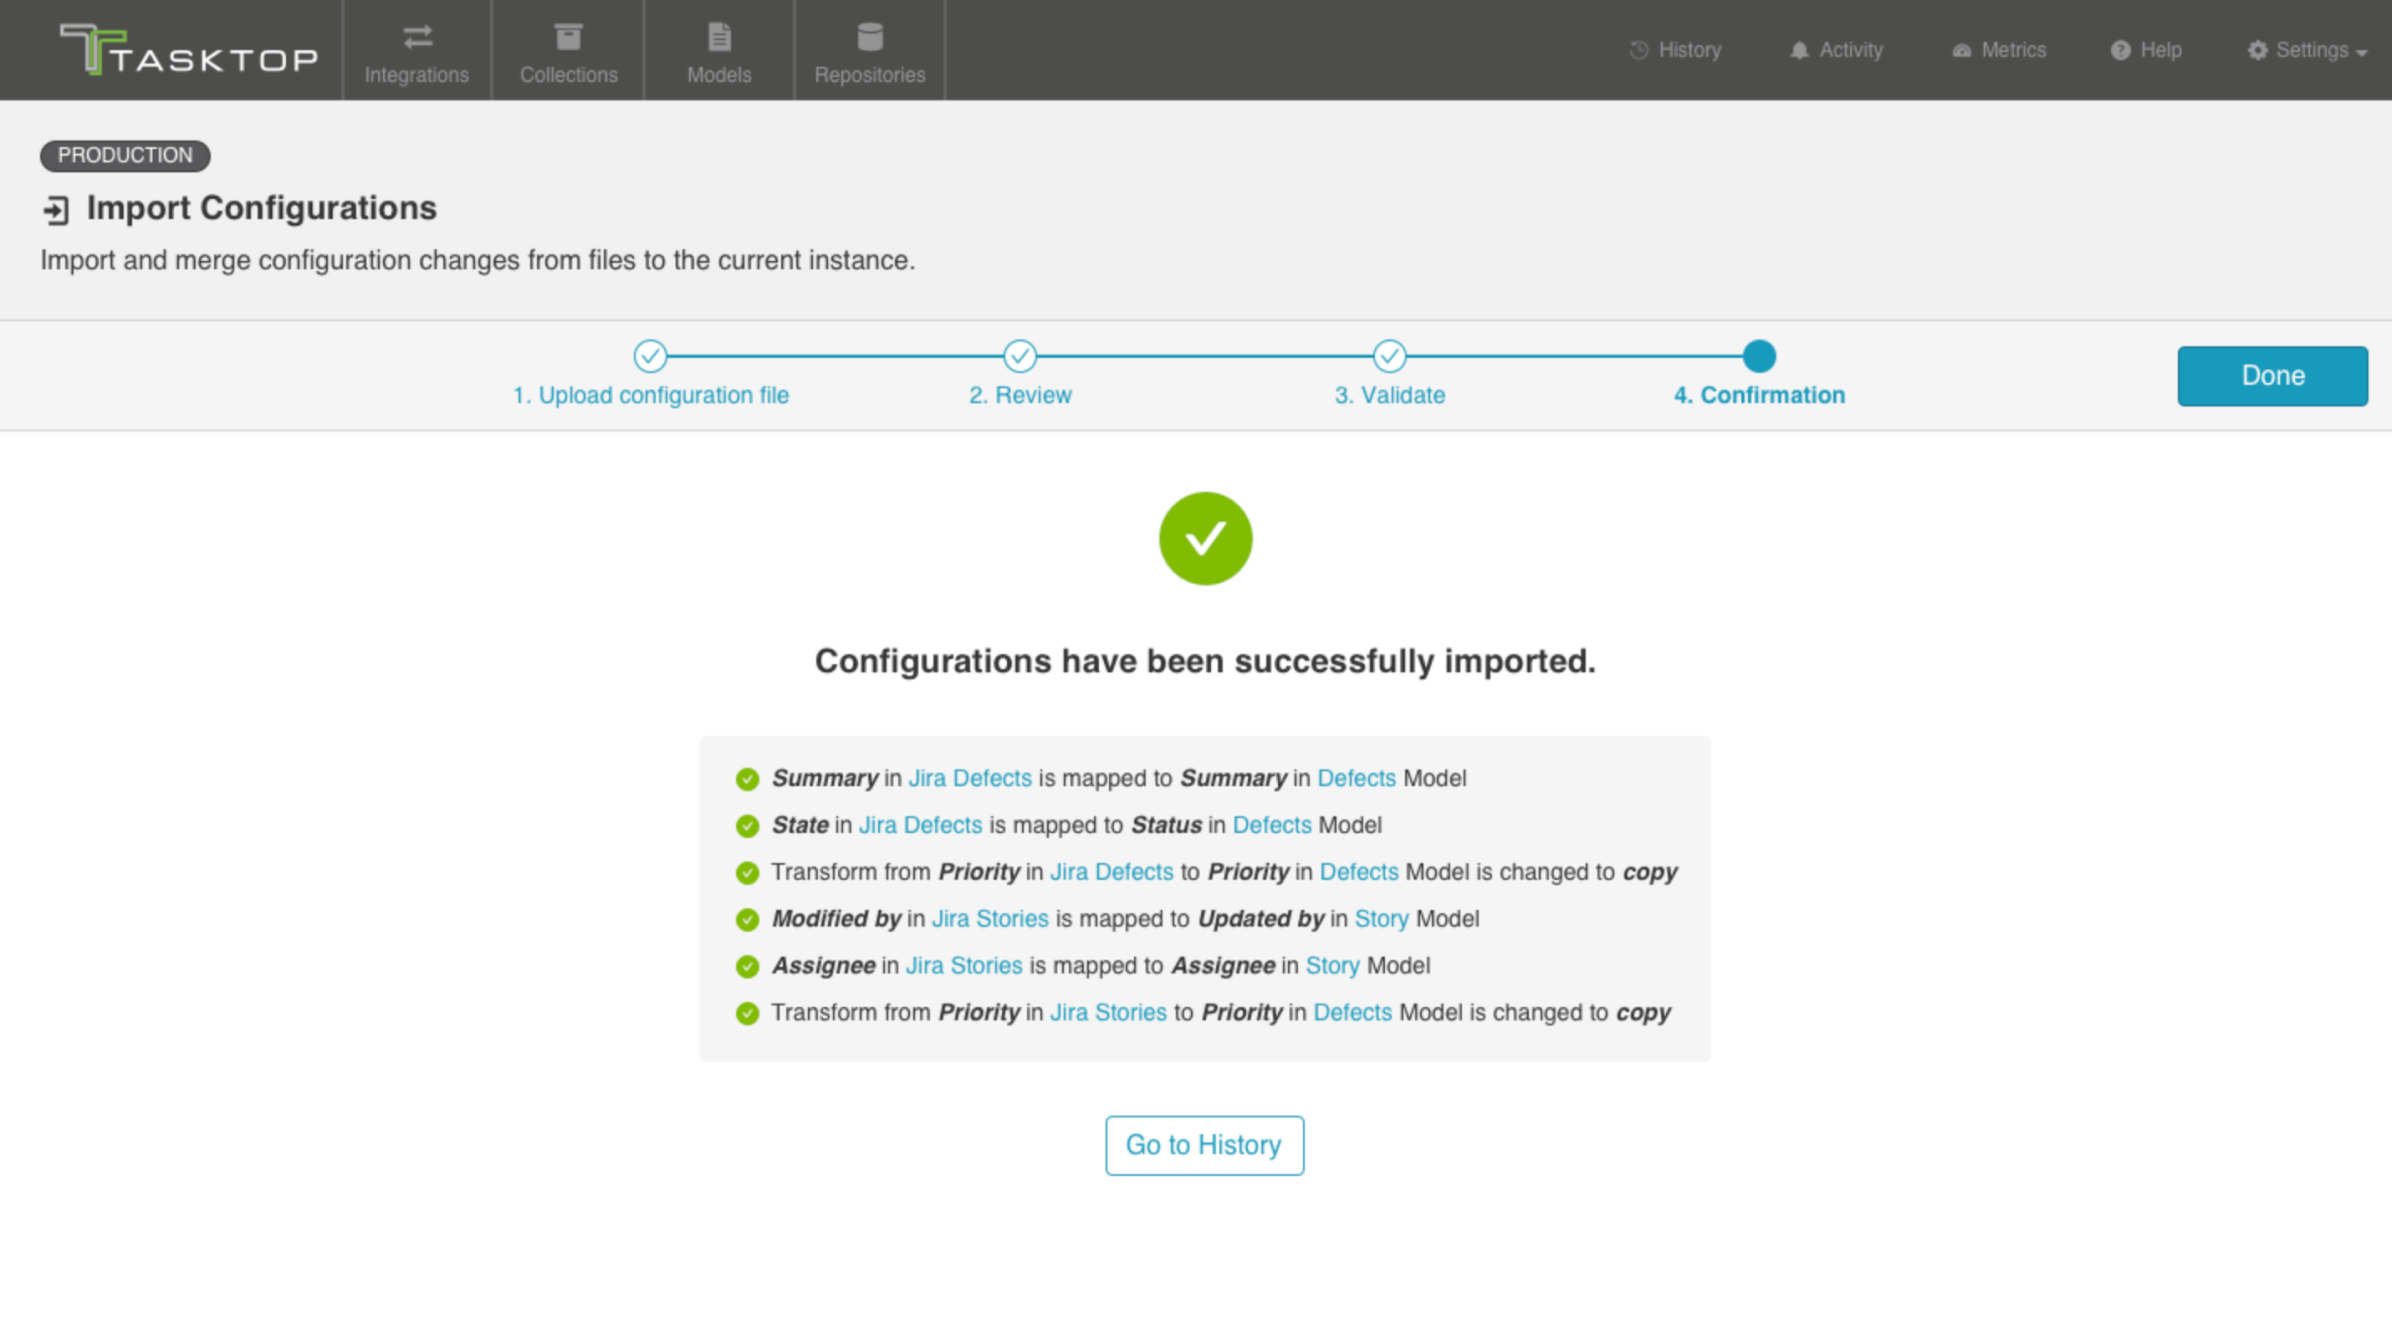 TASKTOP
Integrations
Collections
Models
Repositories
History
Activity
Metrics
Help
Settings
PRODUCTION
Import Configurations
Import and merge configuration changes from files to the current instance.
1. Upload configuration file
2. Review
3. Validate
4. Confirmation
Done
Configurations have been successfully imported.
Summary in Jira Defects is mapped to Summary in Defects Model
State in Jira Defects is mapped to Status in Defects Model
Transform from Priority in Jira Defects to Priority in Defects Model is changed to copy
Modified by in Jira Stories is mapped to Updated by in Story Model
Assignee in Jira Stories is mapped to Assignee in Story Model
Transform from Priority in Jira Stories to Priority in Defects Model is changed to copy
Go to History